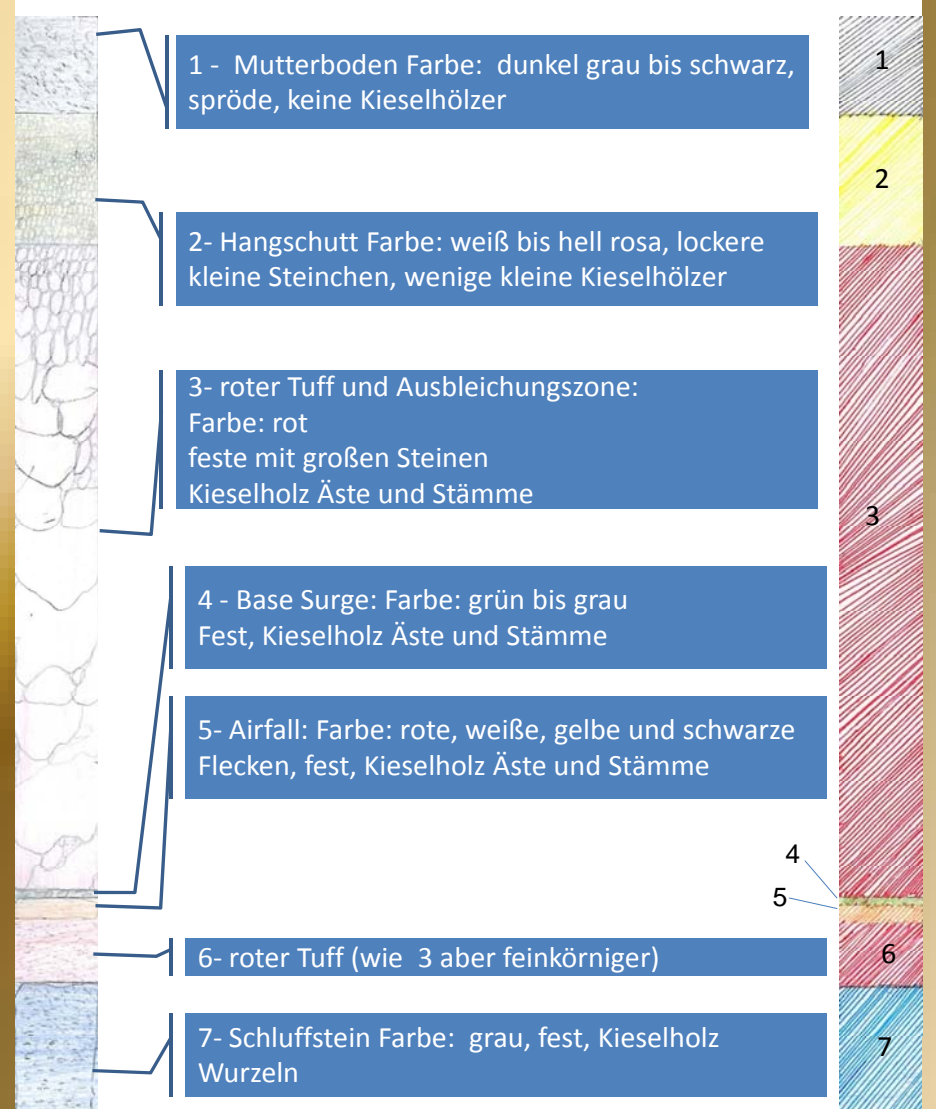 1 - Mutterboden Farbe: dunkel grau bis schwarz,
spröde, keine Kieselhölzer
1
2
2- Hangschutt Farbe: weiß bis hell rosa, lockere
kleine Steinchen, wenige kleine Kieselhölzer
3- roter Tuff und Ausbleichungszone:
Farbe: rot
feste mit großen Steinen
Kieselholz Äste und Stämme
3
4 - Base Surge: Farbe: grün bis grau
Fest, Kieselholz Äste und Stämme
5- Airfall: Farbe: rote, weiße, gelbe und schwarze
Flecken, fest, Kieselholz Äste und Stämme
4
5
6- roter Tuff (wie 3 aber feinkörniger)
6
7- Schluffstein Farbe: grau, fest, Kieselholz
Wurzeln
7